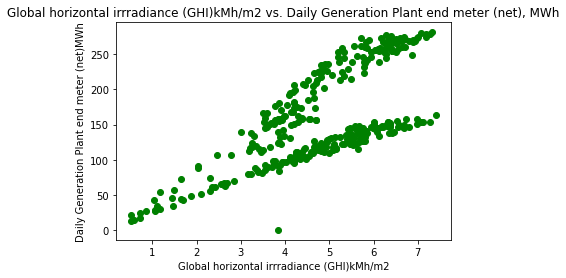 Global horizontal irrradiance (GHI)kMh/m2 vs. Daily Generation Plant end meter (net), MWh
Daily Generation Plant end meter (net)MWh
250
200
150
100
50
0
1 2 3 4 5 6 7
Global horizontal irrradiance (GHI)kMh/m2